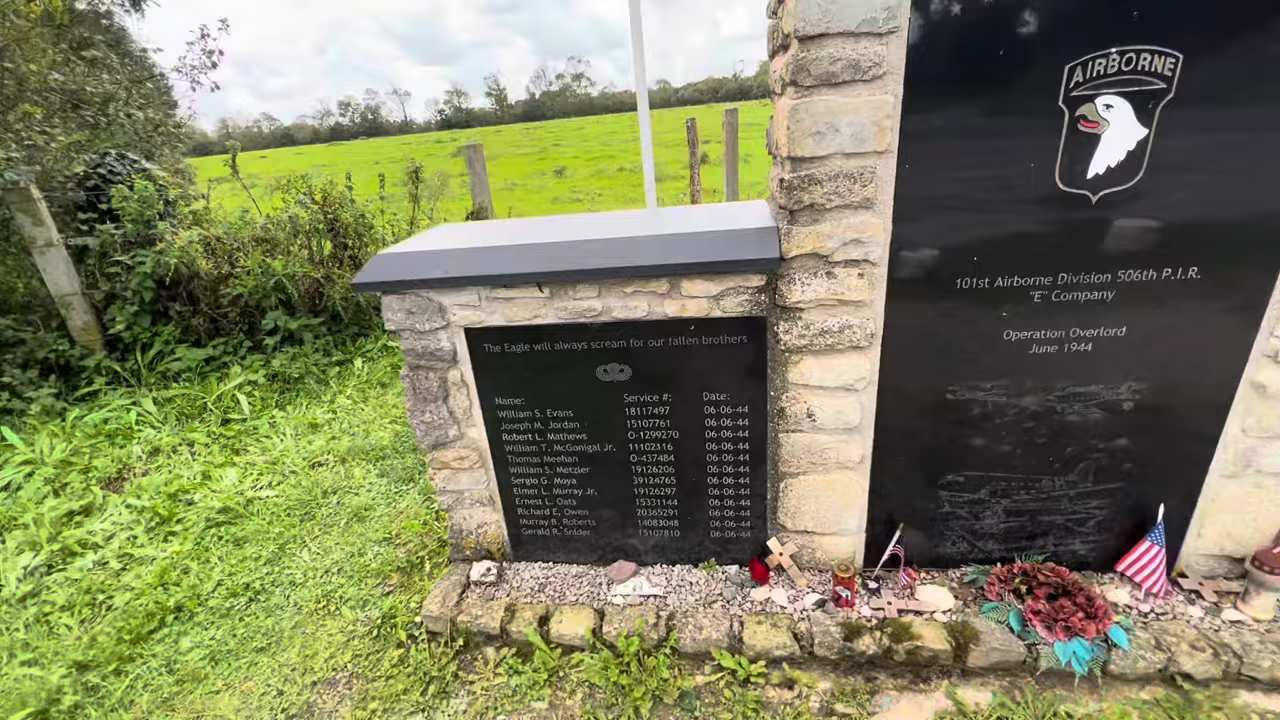 The Eagle will always scream for our fallen brothers
Name: Service #: Date:
William S. Evans 18117497 06-06-44
Joseph M. Jordan 15107761 06-06-44
Robert L. Mathews O-1299270 06-06-44
William T. McGonigal Jr. 11102116 06-06-44
Thomas Meehan O-437484 06-06-44
William S. Metzler 19126206 06-06-44
Sergio G. Moya 39124765 06-06-44
Elmer L. Murray Jr. 19126297 06-06-44
Ernest L. Oats 15331144 06-06-44
Richard E. Owen 20365291 06-06-44
Murray B. Roberts 14083048 06-06-44
Gerald R. Snider 15107810 06-06-44
AIRBORNE
101st Airborne Division 506th P.I.R.
"E" Company
Operation Overlord
June 1944